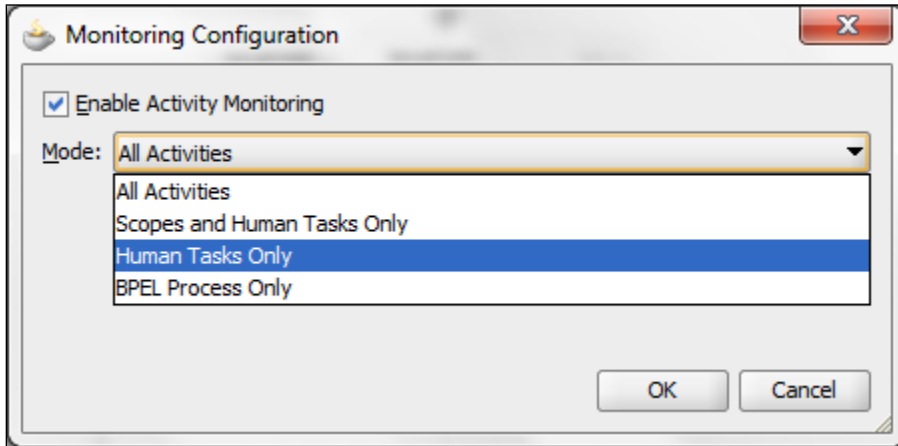 Monitoring Configuration
Enable Activity Monitoring
Mode: All Activities
All Activities
Scopes and Human Tasks Only
Human Tasks Only
BPEL Process Only
OK Cancel